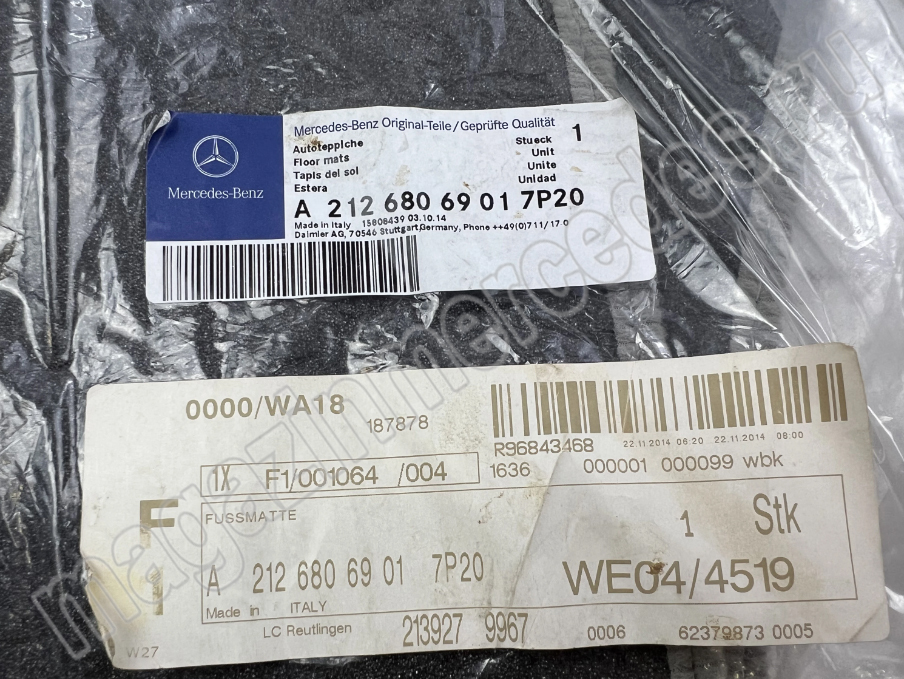 Mercedes-Benz
Mercedes-Benz Original-Teile/Geprüfte Qualität
Autoteppiche Stueck 1
Floor mats Unit
Tapis del sol Unite
Estera Unidad
A 212 680 69 01 7P20
Made in Italy 15808439 03.10.14
Daimler AG, 70546 Stuttgart, Germany, Phone ++49(0)711/17 0
0000/WA18
187878
R96843468 22.11.2014 06:20 22.11.2014 08:00
1636 000001 000099 wbk
1X F1/001064 /004
F
1
FUSSMATTE
1 Stk
A 212 680 69 01 7P20
WE04/4519
Made in ITALY
LC Reutlingen 213927 9967 0006 62379873 0005
W27
magazinmercedes.ru